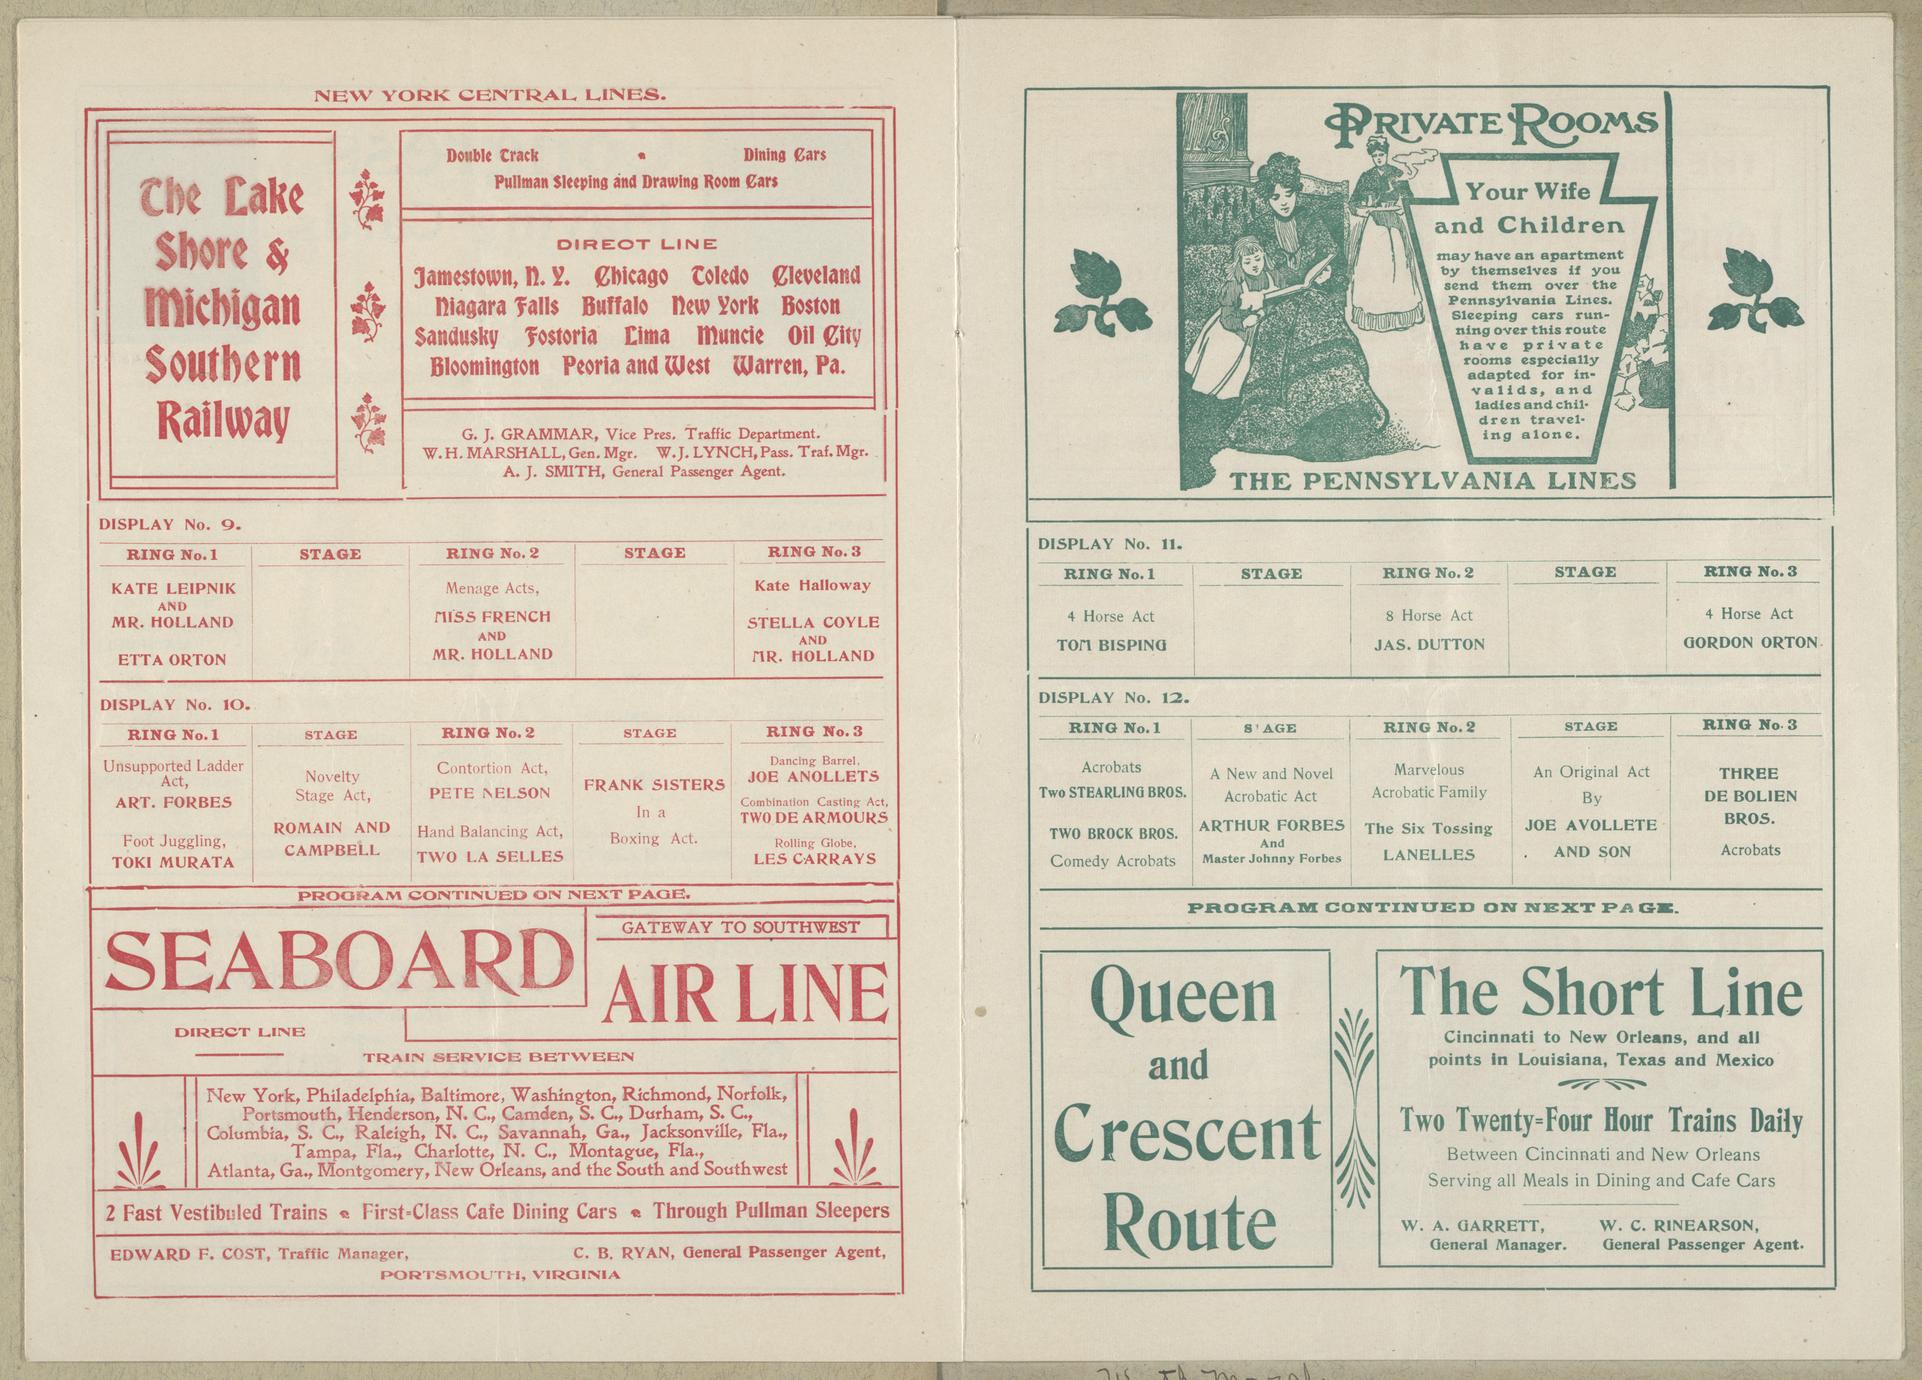 NEW YORK CENTRAL LINES.
The Lake
Shore &
Michigan
Southern
Railway
Double Track Dining Cars
Pullman Sleeping and Drawing Room Cars
DIRECT LINE
Jamestown, N. Y. Chicago Toledo Cleveland
Niagara Falls Buffalo New York Boston
Sandusky Fostoria Lima Muncie Oil City
Bloomington Peoria and West Warren, Pa.
G. J. GRAMMAR, Vice Pres. Traffic Department.
W. H. MARSHALL, Gen. Mgr. W. J. LYNCH, Pass. Traf. Mgr.
A. J. SMITH, General Passenger Agent.
DISPLAY No. 9.
RING No. 1
KATE LEIPNIK
AND
MR. HOLLAND
ETTA ORTON
STAGE
RING No. 2
Menage Acts,
MISS FRENCH
AND
MR. HOLLAND
STAGE
RING No. 3
Kate Halloway
STELLA COYLE
AND
MR. HOLLAND
DISPLAY No. 10.
RING No. 1
Unsupported Ladder
Act,
ART. FORBES
Foot Juggling,
TOKI MURATA
STAGE
Novelty
Stage Act,
ROMAIN AND
CAMPBELL
RING No. 2
Contortion Act,
PETE NELSON
Hand Balancing Act,
TWO LA SELLES
STAGE
FRANK SISTERS
In a
Boxing Act.
RING No. 3
Dancing Barrel,
JOE ANOLLETS
Combination Casting Act,
TWO DE ARMOURS
Rolling Globe,
LES CARRAYS
PROGRAM CONTINUED ON NEXT PAGE.
SEABOARD
GATEWAY TO SOUTHWEST
AIR LINE
DIRECT LINE
TRAIN SERVICE BETWEEN
New York, Philadelphia, Baltimore, Washington, Richmond, Norfolk,
Portsmouth, Henderson, N. C., Camden, S. C., Durham, S. C.,
Columbia, S. C., Raleigh, N. C., Savannah, Ga., Jacksonville, Fla.,
Tampa, Fla., Charlotte, N. C., Montague, Fla.,
Atlanta, Ga., Montgomery, New Orleans, and the South and Southwest
2 Fast Vestibuled Trains First=Class Cafe Dining Cars Through Pullman Sleepers
EDWARD F. COST, Traffic Manager, C. B. RYAN, General Passenger Agent,
PORTSMOUTH, VIRGINIA
PRIVATE ROOMS
Your Wife
and Children
may have an apartment
by themselves if you
send them over the
Pennsylvania Lines.
Sleeping cars run-
ning over this route
have private
rooms especially
adapted for in-
valids, and
ladies and chil-
dren travel-
ing alone.
THE PENNSYLVANIA LINES
DISPLAY No. 11.
RING No. 1
4 Horse Act
TOM BISPING
STAGE
RING No. 2
8 Horse Act
JAS. DUTTON
STAGE
RING No. 3
4 Horse Act
GORDON ORTON.
DISPLAY No. 12.
RING No. 1
Acrobats
Two STEARLING BROS.
TWO BROCK BROS.
Comedy Acrobats
S'AGE
A New and Novel
Acrobatic Act
ARTHUR FORBES
And
Master Johnny Forbes
RING No. 2
Marvelous
Acrobatic Family
The Six Tossing
LANELLES
STAGE
An Original Act
By
JOE AVOLLETE
AND SON
RING No. 3
THREE
DE BOLIEN
BROS.
Acrobats
PROGRAM CONTINUED ON NEXT PAGE.
Queen
and
Crescent
Route
The Short Line
Cincinnati to New Orleans, and all
points in Louisiana, Texas and Mexico
Two Twenty=Four Hour Trains Daily
Between Cincinnati and New Orleans
Serving all Meals in Dining and Cafe Cars
W. A. GARRETT,
General Manager.
W. C. RINEARSON,
General Passenger Agent.